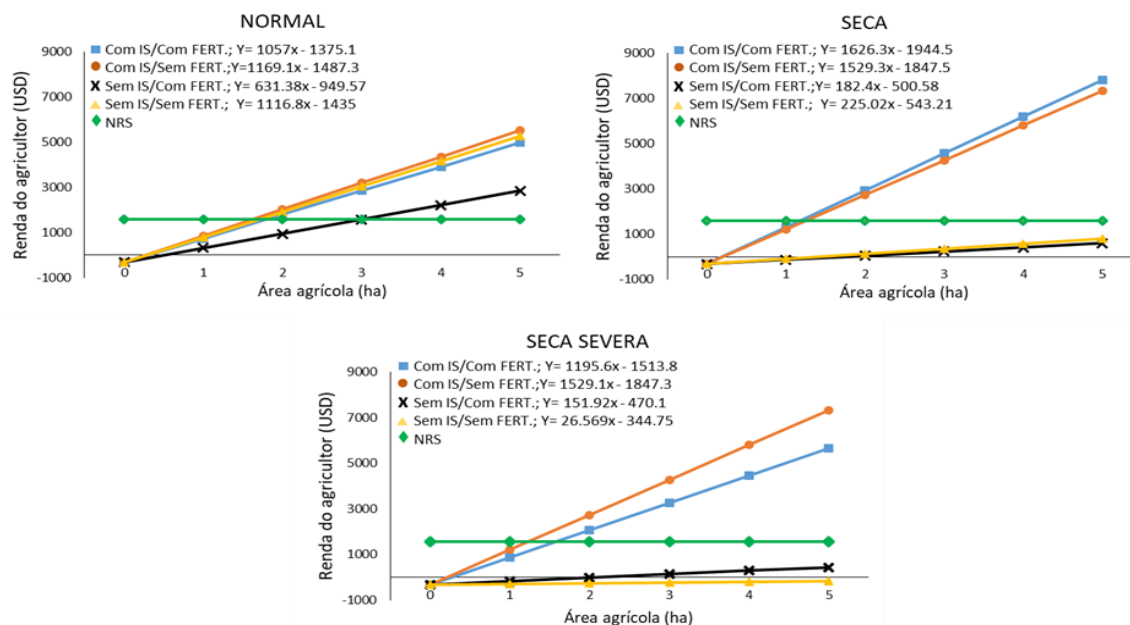 NORMAL
9000
7000
5000
3000
1000
-1000
Renda do agricultor (USD)
Com IS/Com FERT.; Y= 1057x - 1375.1
Com IS/Sem FERT.;Y=1169.1x - 1487.3
Sem IS/Com FERT.; Y= 631.38x - 949.57
Sem IS/Sem FERT.; Y= 1116.8x - 1435
NRS
0 1 2 3 4 5
Área agrícola (ha)
SECA
9000
7000
5000
3000
1000
-1000
Renda do agricultor (USD)
Com IS/Com FERT.; Y= 1626.3x - 1944.5
Com IS/Sem FERT.; Y= 1529.3x - 1847.5
Sem IS/Com FERT.; Y= 182.4x - 500.58
Sem IS/Sem FERT.; Y= 225.02x - 543.21
NRS
0 1 2 3 4 5
Área agrícola (ha)
SECA SEVERA
9000
7000
5000
3000
1000
-1000
Renda do agricultor (USD)
Com IS/Com FERT.; Y= 1195.6x - 1513.8
Com IS/Sem FERT.; Y= 1529.1x - 1847.3
Sem IS/Com FERT.; Y= 151.92x - 470.1
Sem IS/Sem FERT.; Y= 26.569x - 344.75
NRS
0 1 2 3 4 5
Área agrícola (ha)